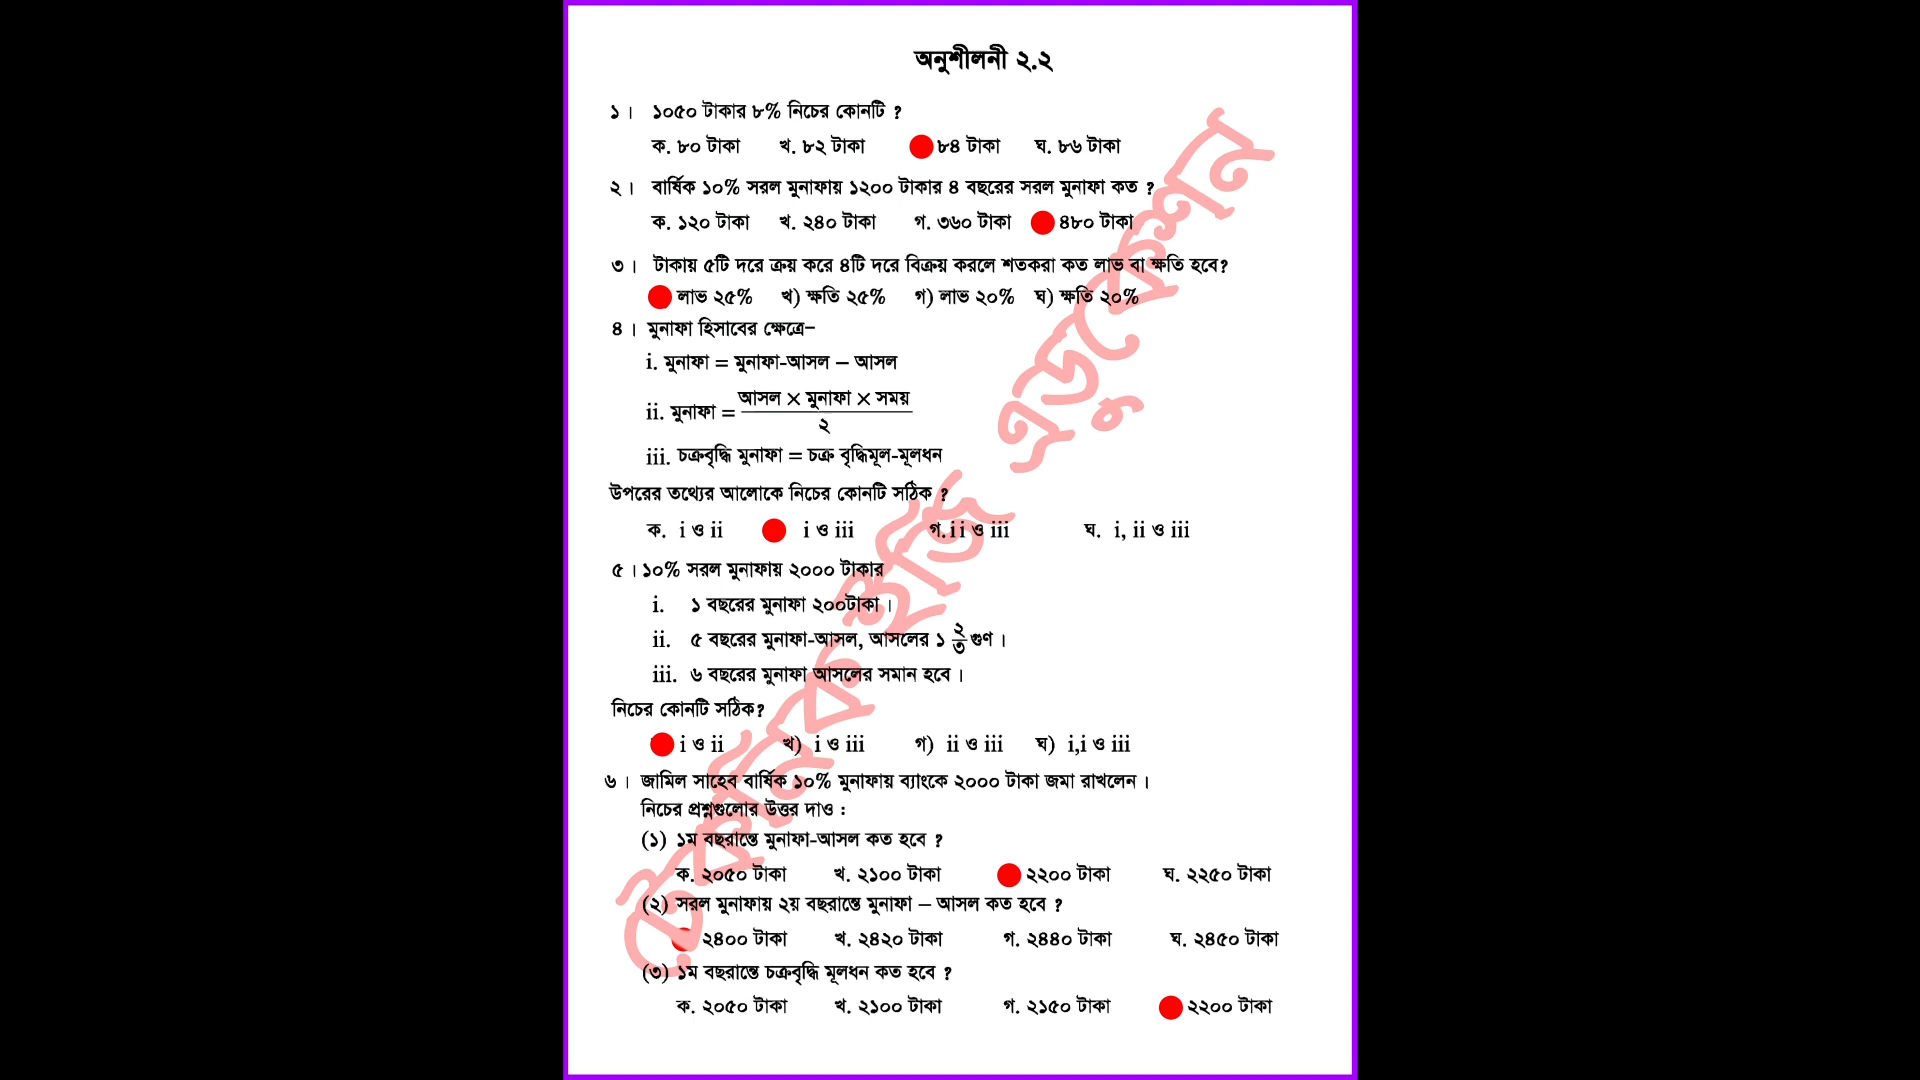 অনুশীলনী ২.২
১। ১০৫০ টাকার ৮% নিচের কোনটি ?
ক. ৮০ টাকা খ. ৮২ টাকা ৮৪ টাকা ঘ. ৮৬ টাকা
২। বার্ষিক ১০% সরল মুনাফায় ১২০০ টাকার ৪ বছরের সরল মুনাফা কত ?
ক. ১২০ টাকা খ. ২৪০ টাকা গ. ৩৬০ টাকা ৪৮০ টাকা
৩। টাকায় ৫টি দরে ক্রয় করে ৪টি দরে বিক্রয় করলে শতকরা কত লাভ বা ক্ষতি হবে?
লাভ ২৫% খ) ক্ষতি ২৫% গ) লাভ ২০% ঘ) ক্ষতি ২০%
৪। মুনাফা হিসাবের ক্ষেত্রে–
i. মুনাফা = মুনাফা-আসল – আসল
ii. মুনাফা = আসল × মুনাফা × সময় / ২
iii. চক্রবৃদ্ধি মুনাফা = চক্র বৃদ্ধিমূল-মূলধন
উপরের তথ্যের আলোকে নিচের কোনটি সঠিক ?
ক. i ও ii i ও iii গ. ii ও iii ঘ. i, ii ও iii
৫। ১০% সরল মুনাফায় ২০০০ টাকার
i. ১ বছরের মুনাফা ২০০টাকা।
ii. ৫ বছরের মুনাফা-আসল, আসলের ১ ২/৩ গুণ।
iii. ৬ বছরের মুনাফা আসলের সমান হবে।
নিচের কোনটি সঠিক?
i ও ii খ) i ও iii গ) ii ও iii ঘ) i,i ও iii
৬। জামিল সাহেব বার্ষিক ১০% মুনাফায় ব্যাংকে ২০০০ টাকা জমা রাখলেন।
নিচের প্রশ্নগুলোর উত্তর দাও :
(১) ১ম বছরান্তে মুনাফা-আসল কত হবে ?
ক. ২০৫০ টাকা খ. ২১০০ টাকা ২২০০ টাকা ঘ. ২২৫০ টাকা
(২) সরল মুনাফায় ২য় বছরান্তে মুনাফা – আসল কত হবে ?
২৪০০ টাকা খ. ২৪২০ টাকা গ. ২৪৪০ টাকা ঘ. ২৪৫০ টাকা
(৩) ১ম বছরান্তে চক্রবৃদ্ধি মূলধন কত হবে ?
ক. ২০৫০ টাকা খ. ২১০০ টাকা গ. ২১৫০ টাকা ২২০০ টাকা
টেকনিক বুঝি এডুকেশন